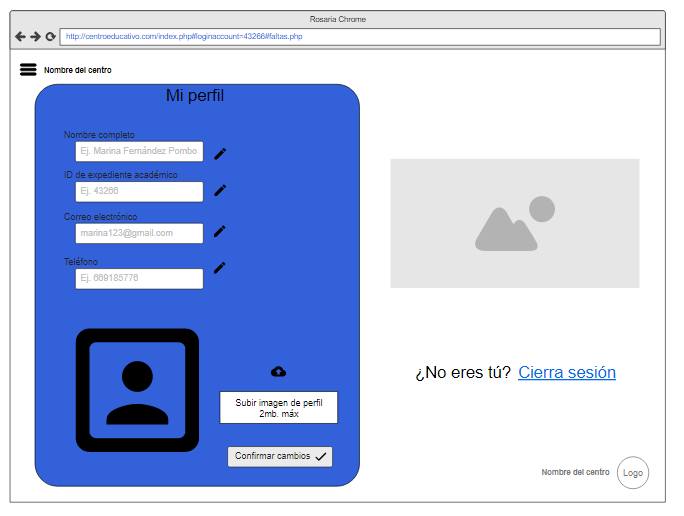 Rosaria Chrome
http://centroeducativo.com/index.php#loginaccount=43266#faltas.php
Nombre del centro
Mi perfil
Nombre completo
Ej. Marina Fernández Pombo
ID de expediente académico
Ej. 43266
Correo electrónico
marina123@gmail.com
Teléfono
Ej. 669185776
¿No eres tú? Cierra sesión
Subir imagen de perfil
2mb. máx
Confirmar cambios
Nombre del centro
Logo